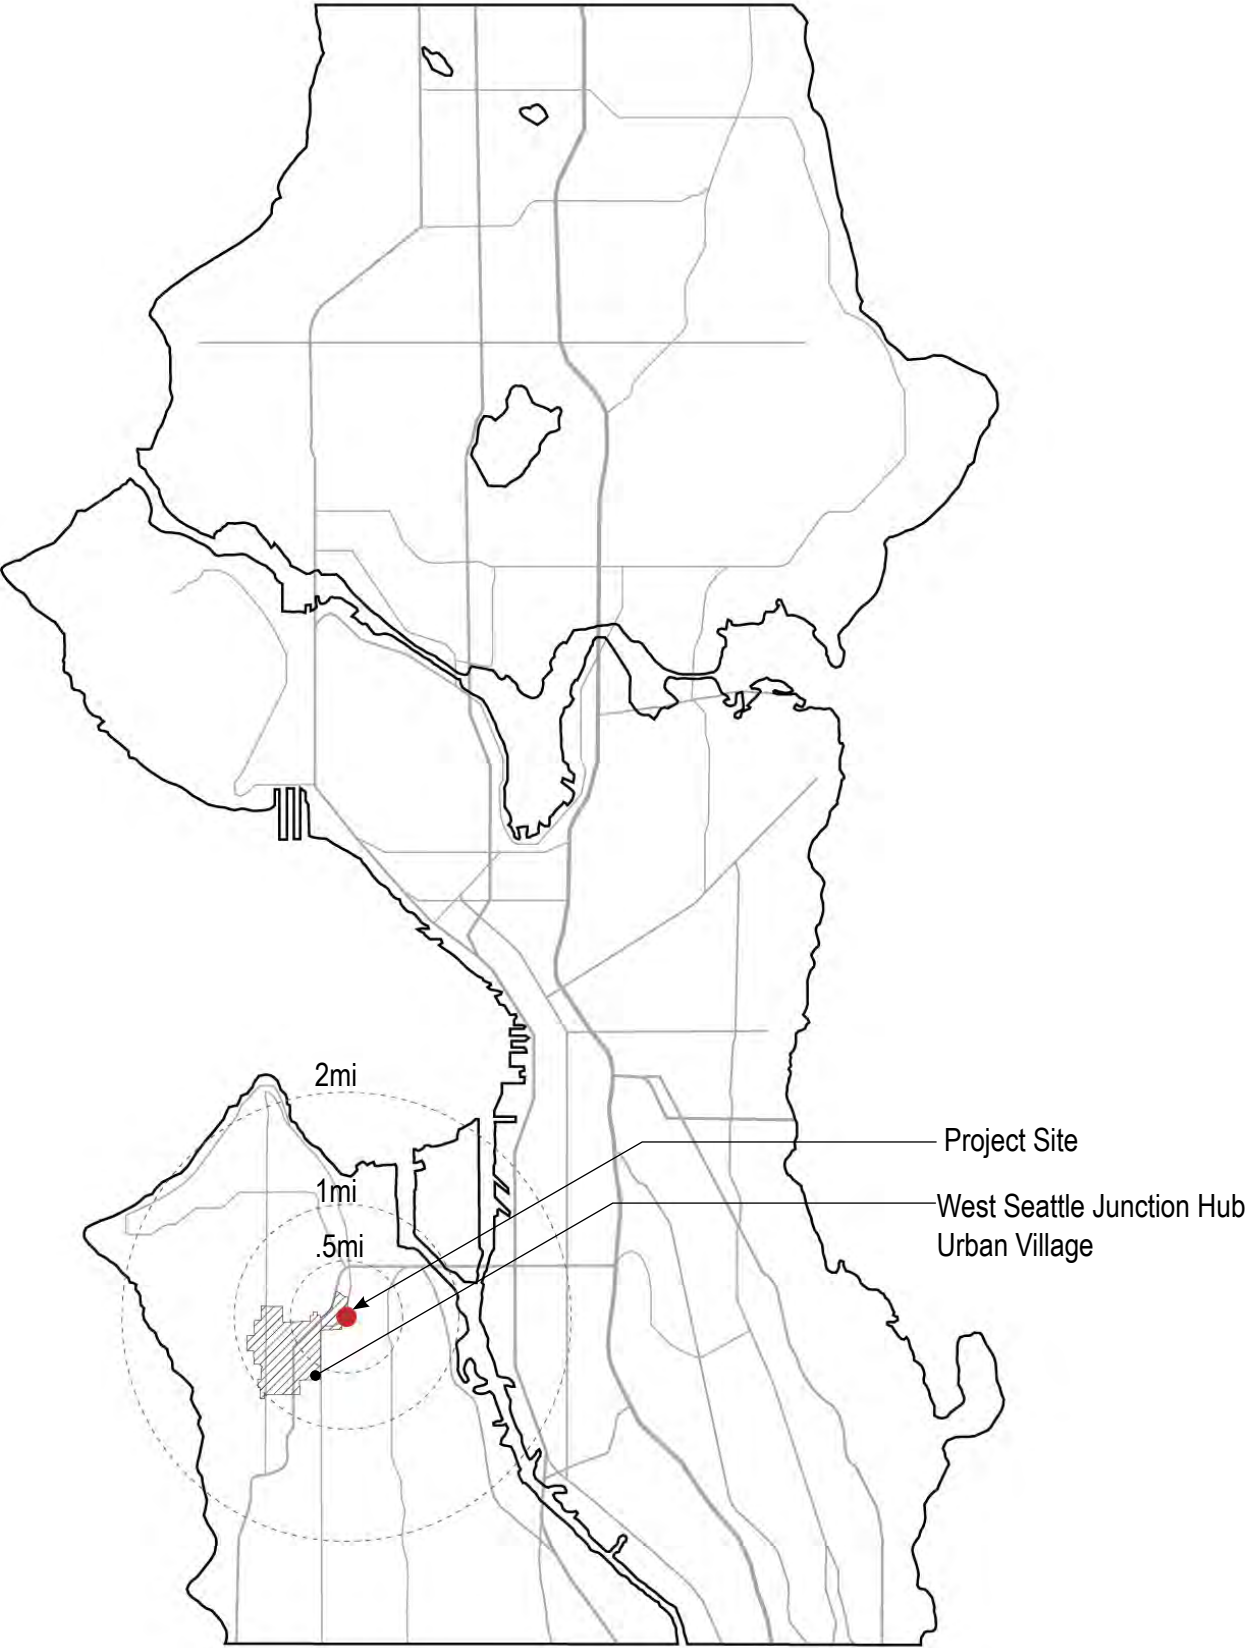 2mi
Project Site
1mi
West Seattle Junction Hub
Urban Village
.5mi